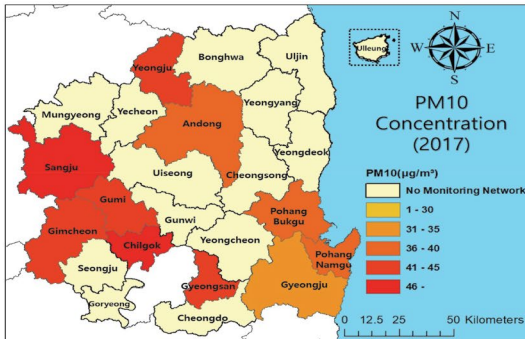 N
W E
S
Ulleung
Bonghwa
Uljin
Yeongju
PM10
Concentration
(2017)
Mungyeong
Yecheon
Yeongyang
Andong
Yeongdeok
Sangju
Uiseong
Cheongsong
PM10(μg/m³)
No Monitoring Network
1 - 30
31 - 35
36 - 40
41 - 45
46 -
Gumi
Gunwi
Pohang
Bukgu
Gimcheon
Chilgok
Yeongcheon
Pohang
Namgu
Seongju
Gyeongsan
Gyeongju
Goryeong
Cheongdo
0 12.5 25 50 Kilometers